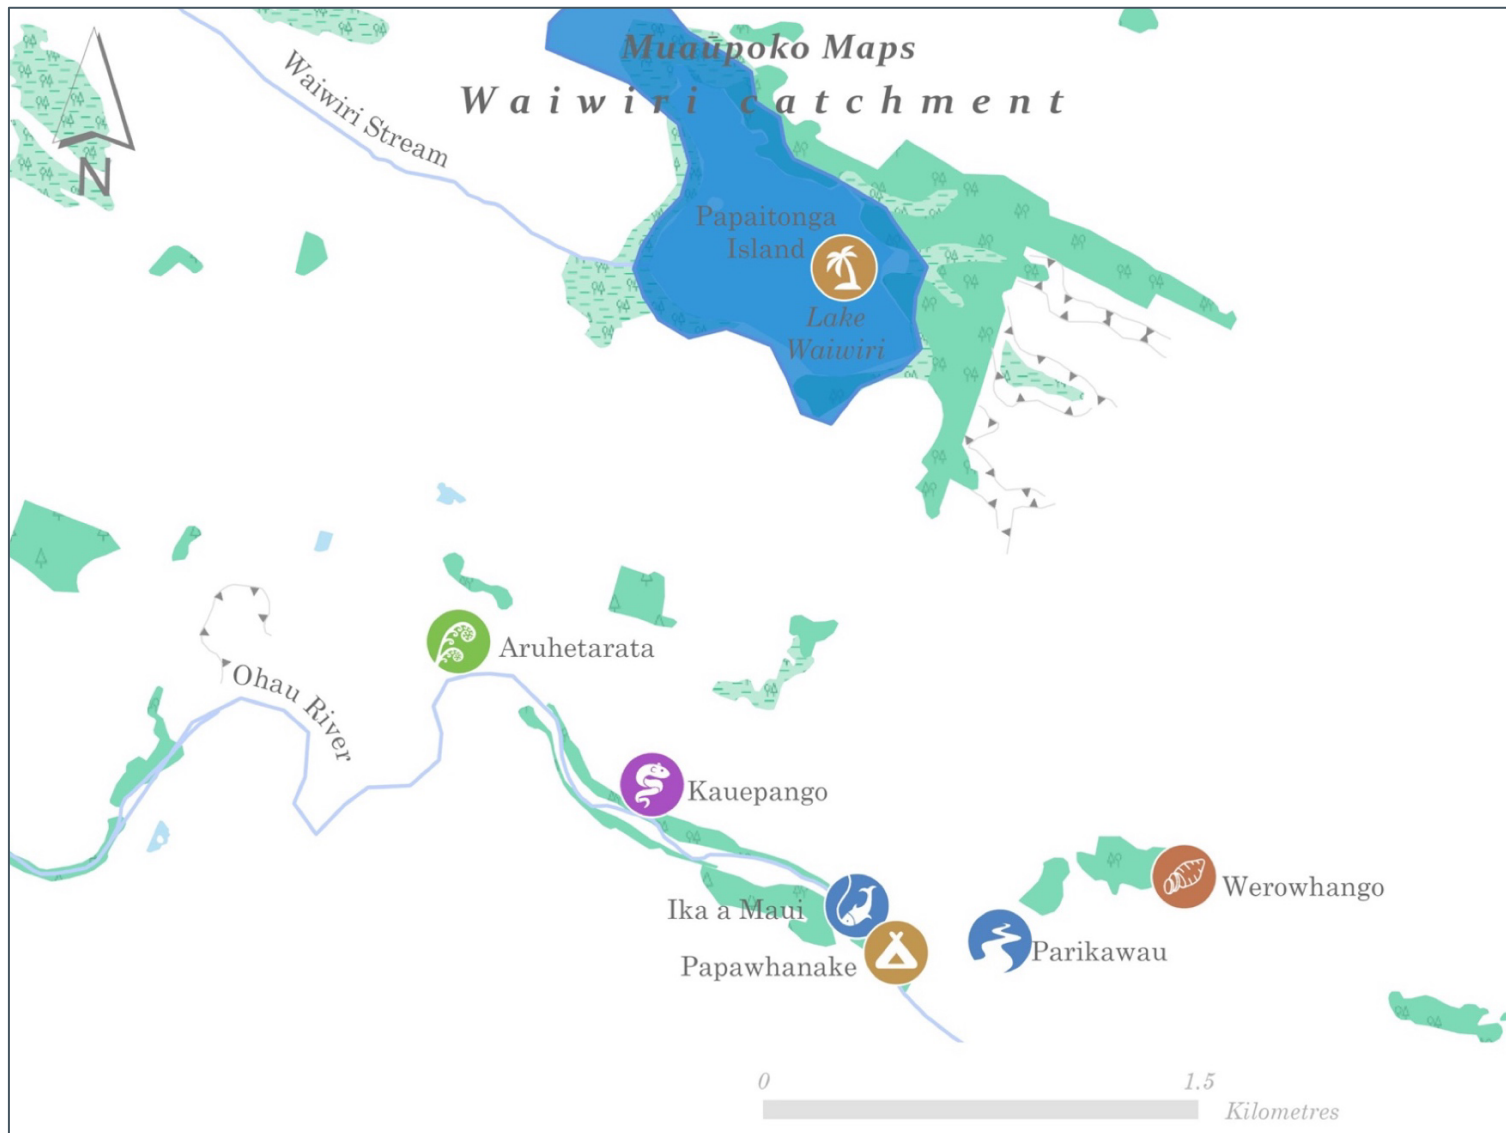 Muaūpoko Maps
Waiwiri catchment
Waiwiri Stream
N
Papaitonga
Island
Lake
Waiwiri
Aruhetarata
Ohau River
Kauepango
Ika a Maui
Werowhango
Papawhanake
Parikawau
0 1.5
Kilometres